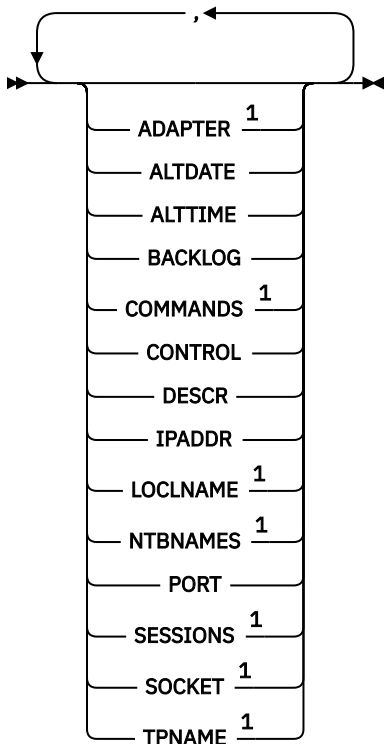 ,
ADAPTER 1
ALTDATE
ALTTIME
BACKLOG
COMMANDS 1
CONTROL
DESCR
IPADDR
LOCLNAME 1
NTBNAMES 1
PORT
SESSIONS 1
SOCKET 1
TPNAME 1